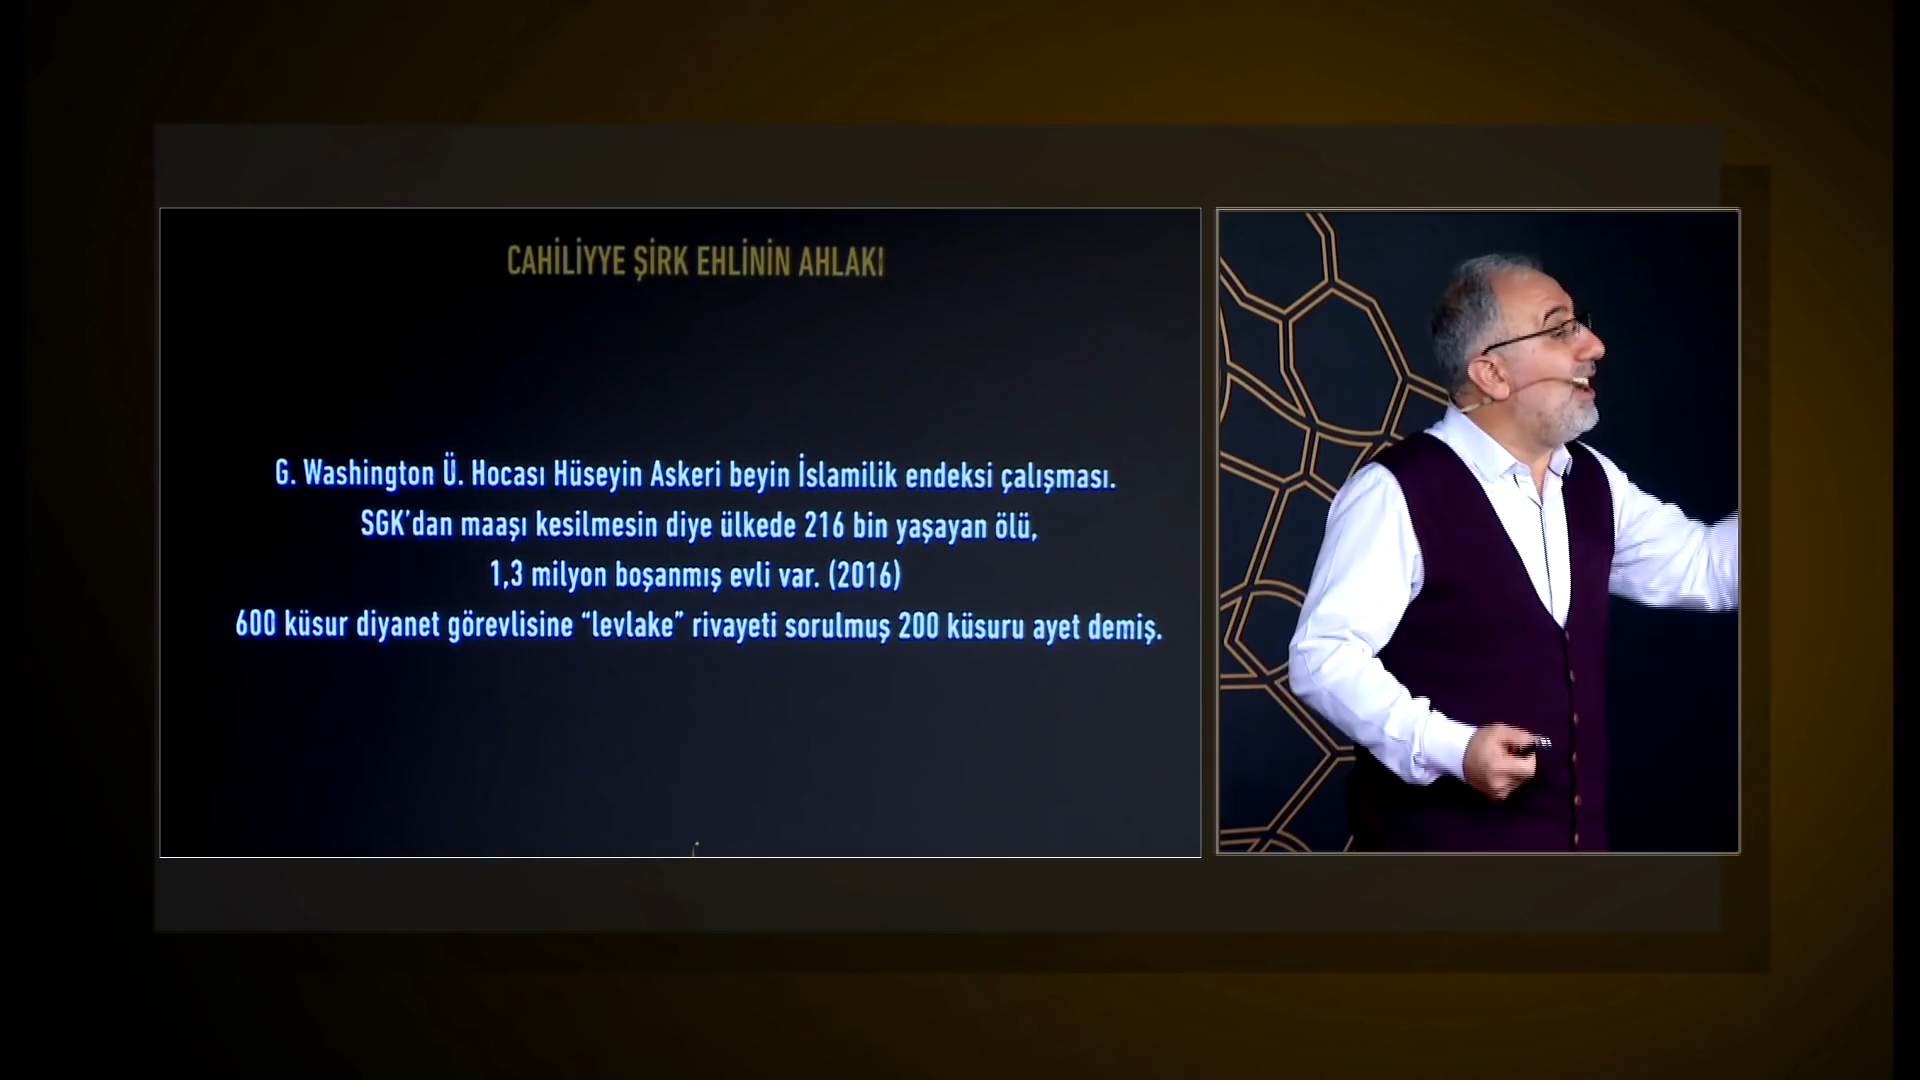 CAHİLİYYE ŞİRK EHLİNİN AHLAKI
G. Washington Ü. Hocası Hüseyin Askeri beyin İslamilik endeksi çalışması.
SGK'dan maaşı kesilmesin diye ülkede 216 bin yaşayan ölü,
1,3 milyon boşanmış evli var. (2016)
600 küsur diyanet görevlisine “levlake” rivayeti sorulmuş 200 küsuru ayet demiş.